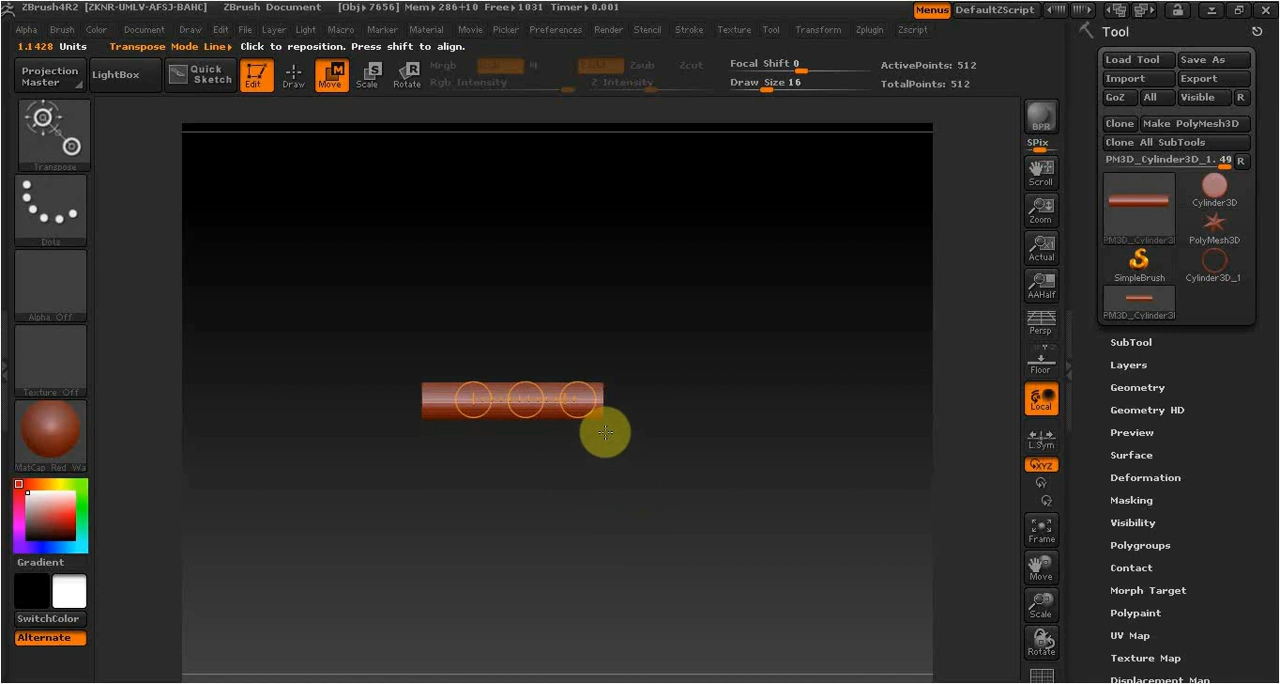 ZBrush4R2 [ZKNR-UMLV-AFSJ-BAHC] ZBrush Document [Obj▸7656] Mem▸286+10 Free▸1031 Timer▸0.001 Menus DefaultZScript
Alpha Brush Color Document Draw Edit File Layer Light Macro Marker Material Movie Picker Preferences Render Stencil Stroke Texture Tool Transform Zplugin Zscript
1.1428 Units Transpose Mode Line▸ Click to reposition. Press shift to align.
Projection Master
LightBox
Quick Sketch
Edit
Draw
Move
Scale
Rotate
Mrgb M Zsub Zcut
Rgb Intensity Z Intensity
Focal Shift 0
Draw Size 16
ActivePoints: 512
TotalPoints: 512
Transpose
Dots
Alpha Off
Texture Off
MatCap Red Wa
Gradient
SwitchColor
Alternate
BPR
SPix
Scroll
Zoom
Actual
AAHalf
Persp
Floor
Local
L.Sym
XYZ
Frame
Move
Scale
Rotate
Tool
Load Tool Save As
Import Export
GoZ All Visible R
Clone Make PolyMesh3D
Clone All SubTools
PM3D_Cylinder3D_1. 49 R
Cylinder3D
PM3D_Cylinder3I PolyMesh3D
SimpleBrush Cylinder3D_1
PM3D_Cylinder3I
SubTool
Layers
Geometry
Geometry HD
Preview
Surface
Deformation
Masking
Visibility
Polygroups
Contact
Morph Target
Polypaint
UV Map
Texture Map
Displacement Map